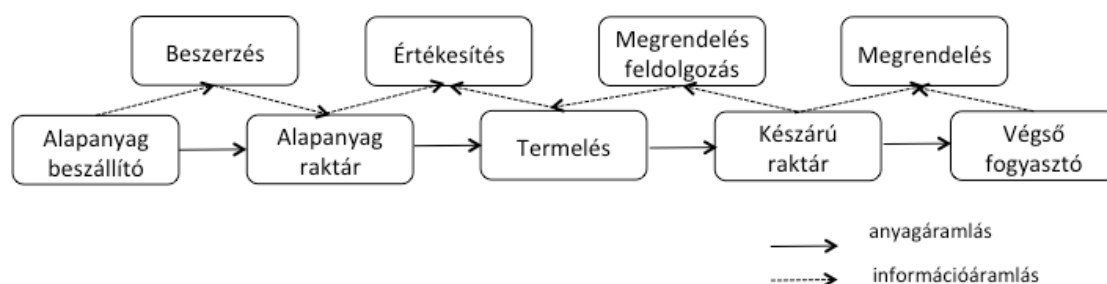 Beszerzés
Értékesítés
Megrendelés
feldolgozás
Megrendelés
Alapanyag
beszállító
Alapanyag
raktár
Termelés
Készárú
raktár
Végső
fogyasztó
anyagáramlás
információáramlás